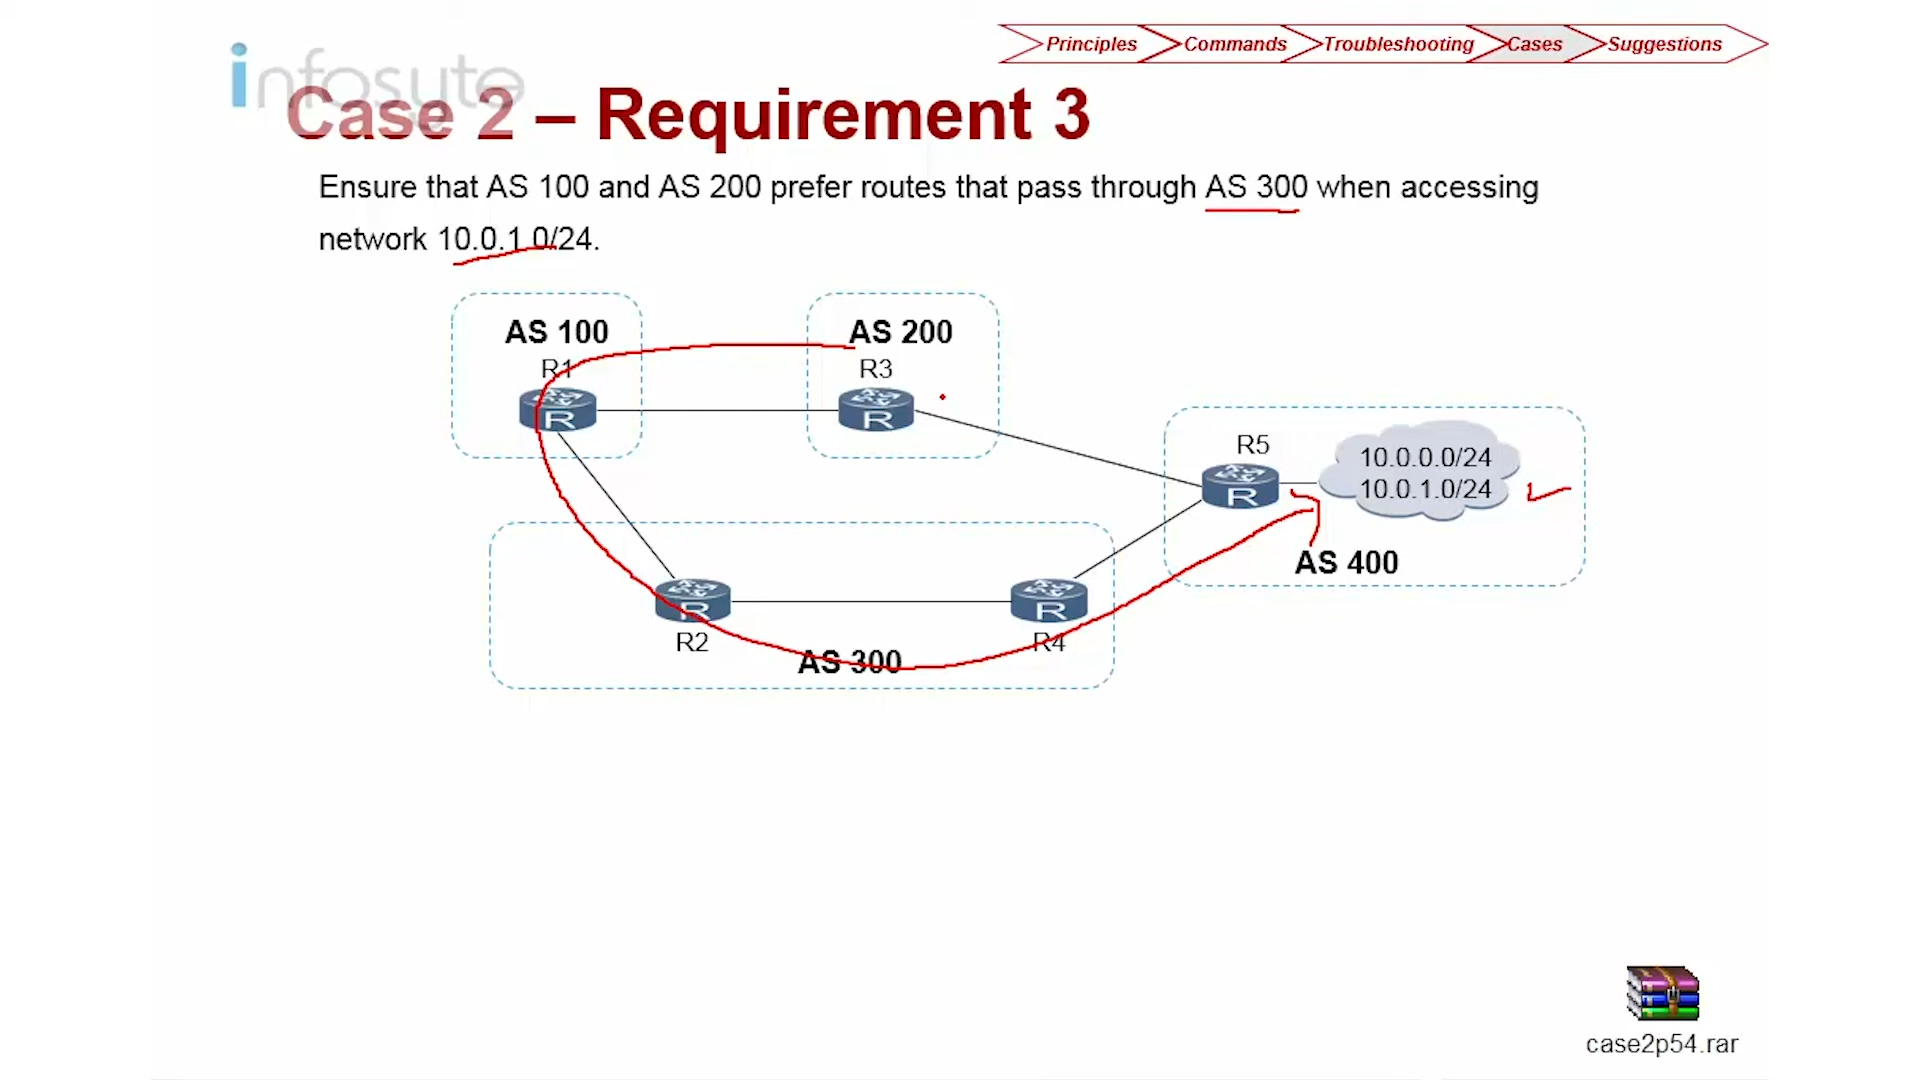 Principles Commands Troubleshooting Cases Suggestions
infosute
Case 2 – Requirement 3
Ensure that AS 100 and AS 200 prefer routes that pass through AS 300 when accessing
network 10.0.1.0/24.
AS 100
R1
R
AS 200
R3
R
R5
R
10.0.0.0/24
10.0.1.0/24
AS 400
R
R2
R
R4
AS 300
case2p54.rar